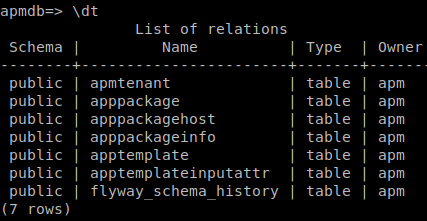 apmdb=> \dt
List of relations
Schema | Name | Type | Owner
--------+-----------------------+-------+-------
public | apmtenant | table | apm
public | apppackage | table | apm
public | apppackagehost | table | apm
public | apppackageinfo | table | apm
public | apptemplate | table | apm
public | apptemplateinputattr | table | apm
public | flyway_schema_history | table | apm
(7 rows)